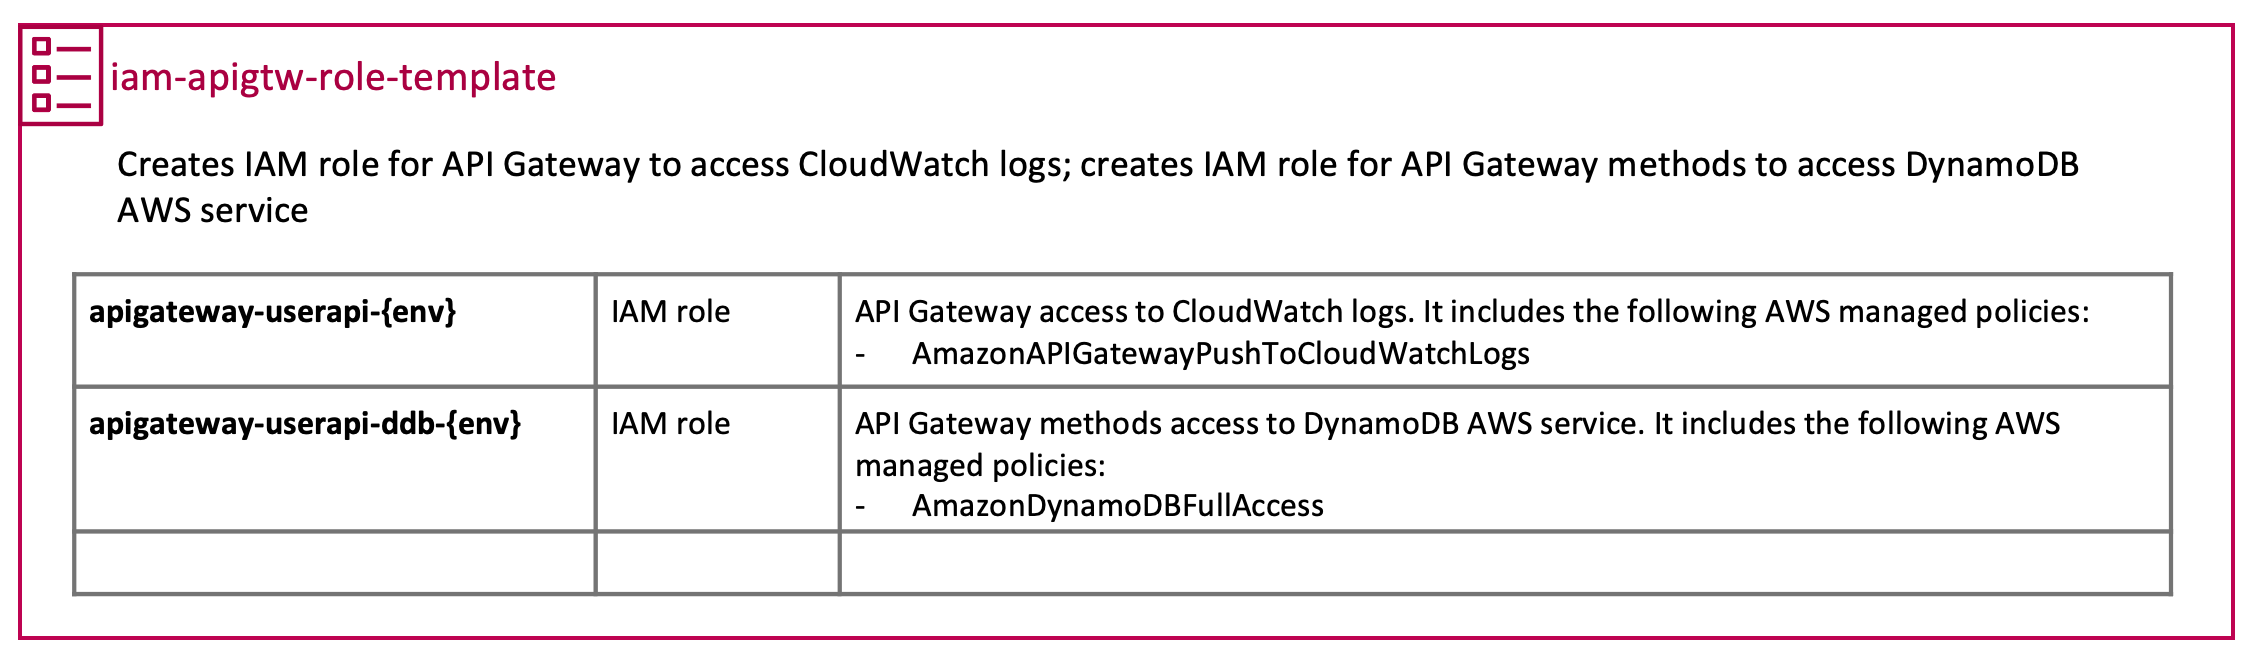 iam-apigtw-role-template
Creates IAM role for API Gateway to access CloudWatch logs; creates IAM role for API Gateway methods to access DynamoDB
AWS service
apigateway-userapi-{env}
IAM role
API Gateway access to CloudWatch logs. It includes the following AWS managed policies:
- AmazonAPIGatewayPushToCloudWatchLogs
apigateway-userapi-ddb-{env}
IAM role
API Gateway methods access to DynamoDB AWS service. It includes the following AWS
managed policies:
- AmazonDynamoDBFullAccess